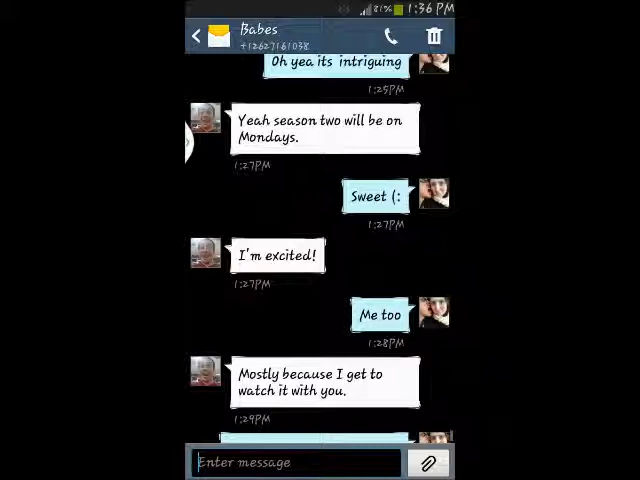 81% 1:36 PM
Babes
+12627161038
Oh yea its intriguing
1:25PM
Yeah season two will be on
Mondays.
1:27PM
Sweet (:
1:27PM
I'm excited!
1:27PM
Me too
1:28PM
Mostly because I get to
watch it with you.
1:29PM
Enter message